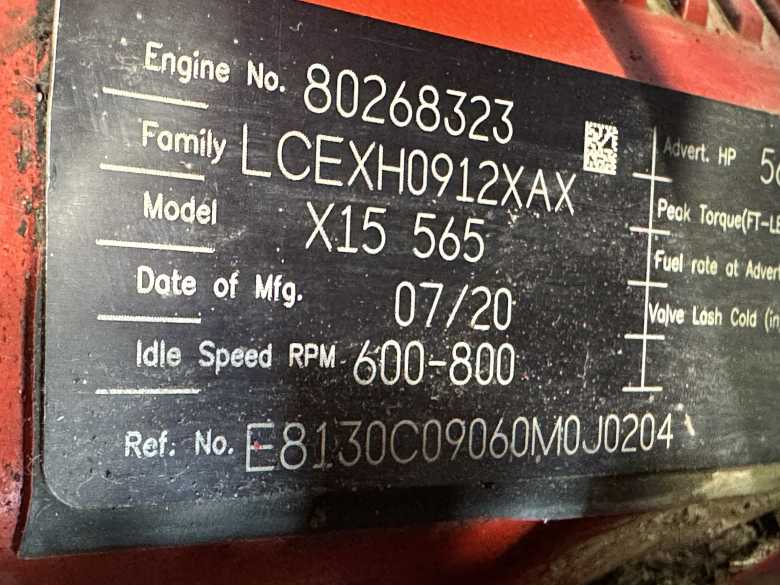 Engine No. 80268323
Family LCEXH0912XAX
Model X15 565
Date of Mfg. 07/20
Idle Speed RPM 600-800
Ref. No. E8130C09060M0J0204
Advert. HP
Peak Torque(FT-
Fuel rate at
Valve Lash Cold